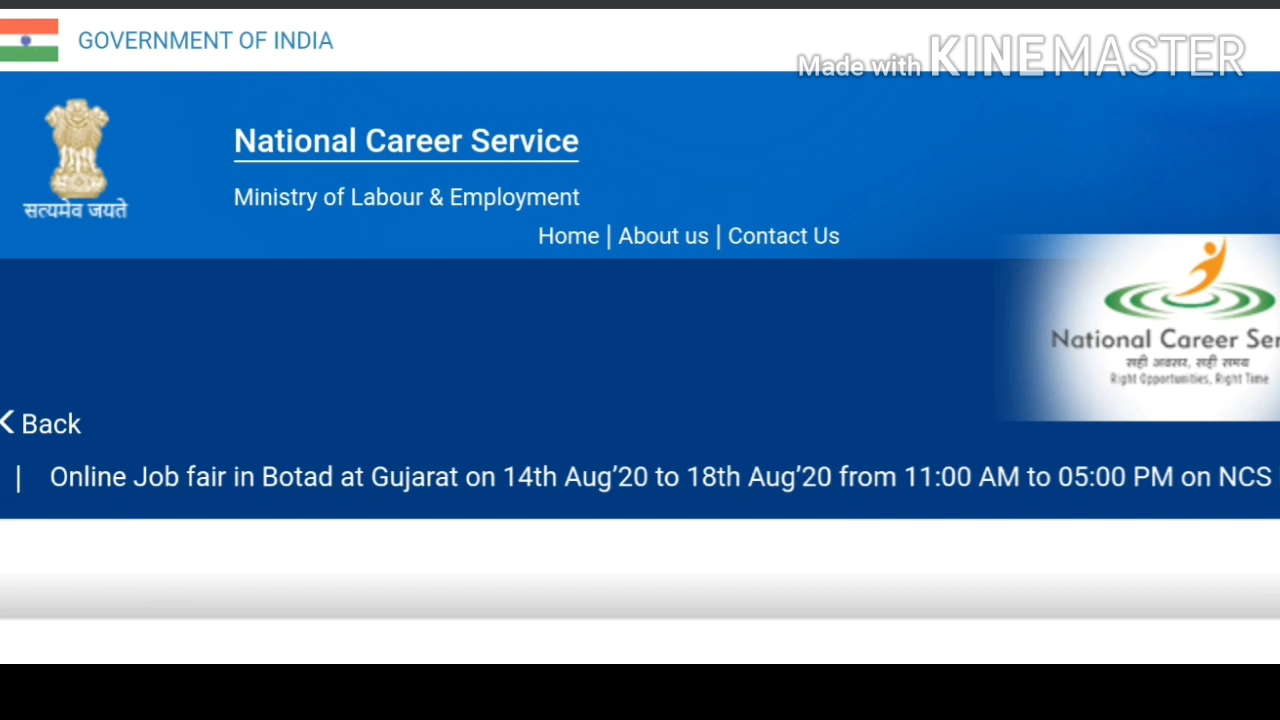 GOVERNMENT OF INDIA
Made with KINEMASTER
सत्यमेव जयते
National Career Service
Ministry of Labour & Employment
Home | About us | Contact Us
National Career Ser
सही अवसर, सही समय
Right Opportunities, Right Time
Back
| Online Job fair in Botad at Gujarat on 14th Aug’20 to 18th Aug’20 from 11:00 AM to 05:00 PM on NCS